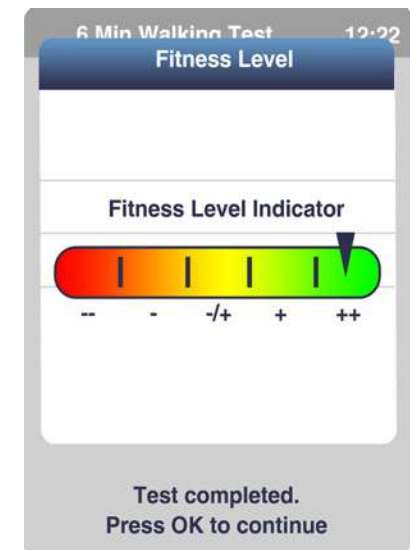 6 Min Walking Test 12:22
Fitness Level
Fitness Level Indicator
-- - -/+ + ++
Test completed.
Press OK to continue